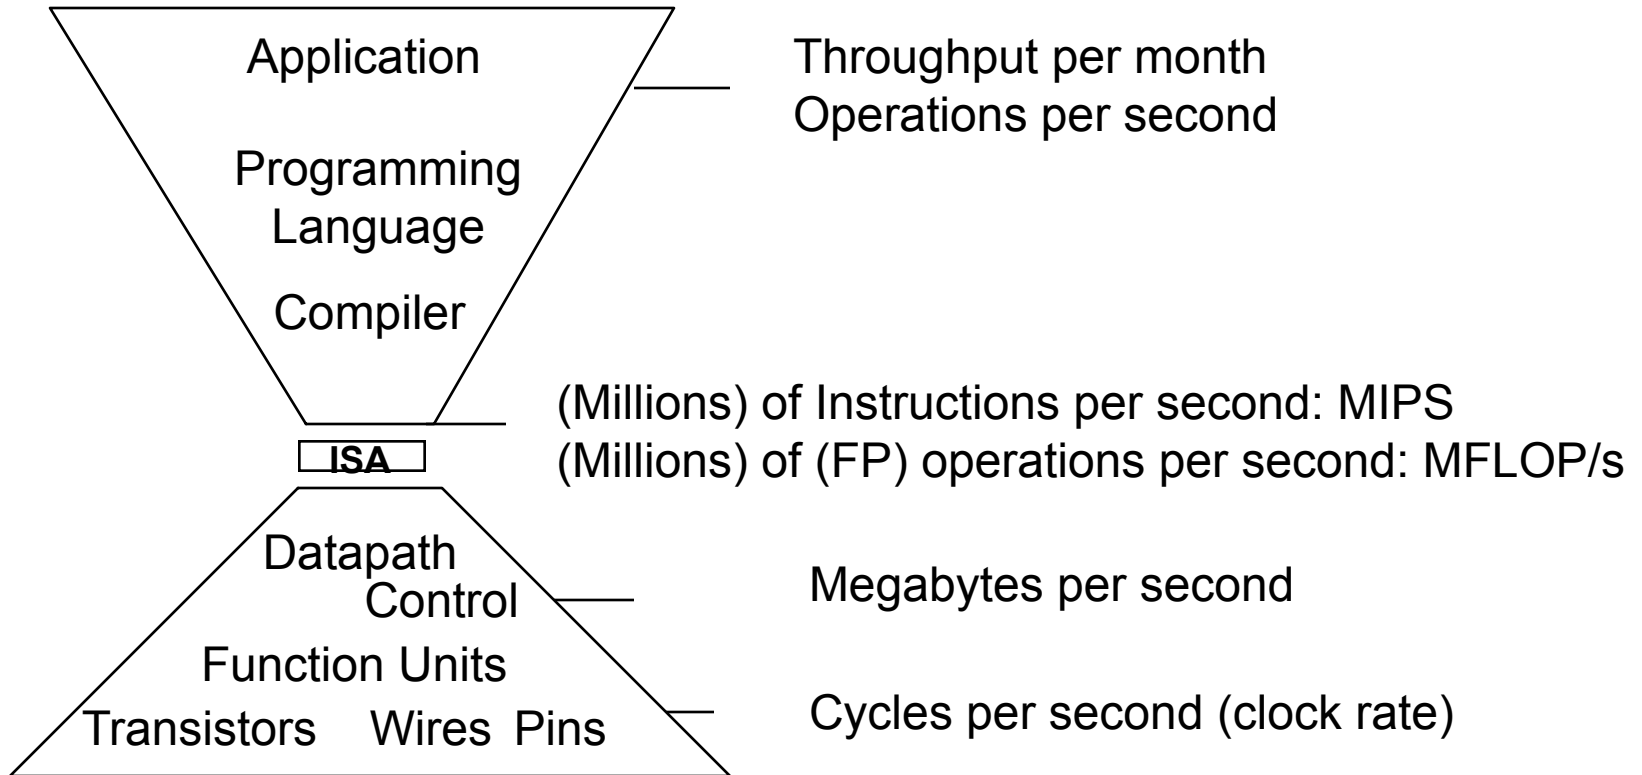 Application
Throughput per month
Operations per second
Programming
Language
Compiler
(Millions) of Instructions per second: MIPS
(Millions) of (FP) operations per second: MFLOP/s
ISA
Datapath
Control
Megabytes per second
Function Units
Transistors Wires Pins
Cycles per second (clock rate)